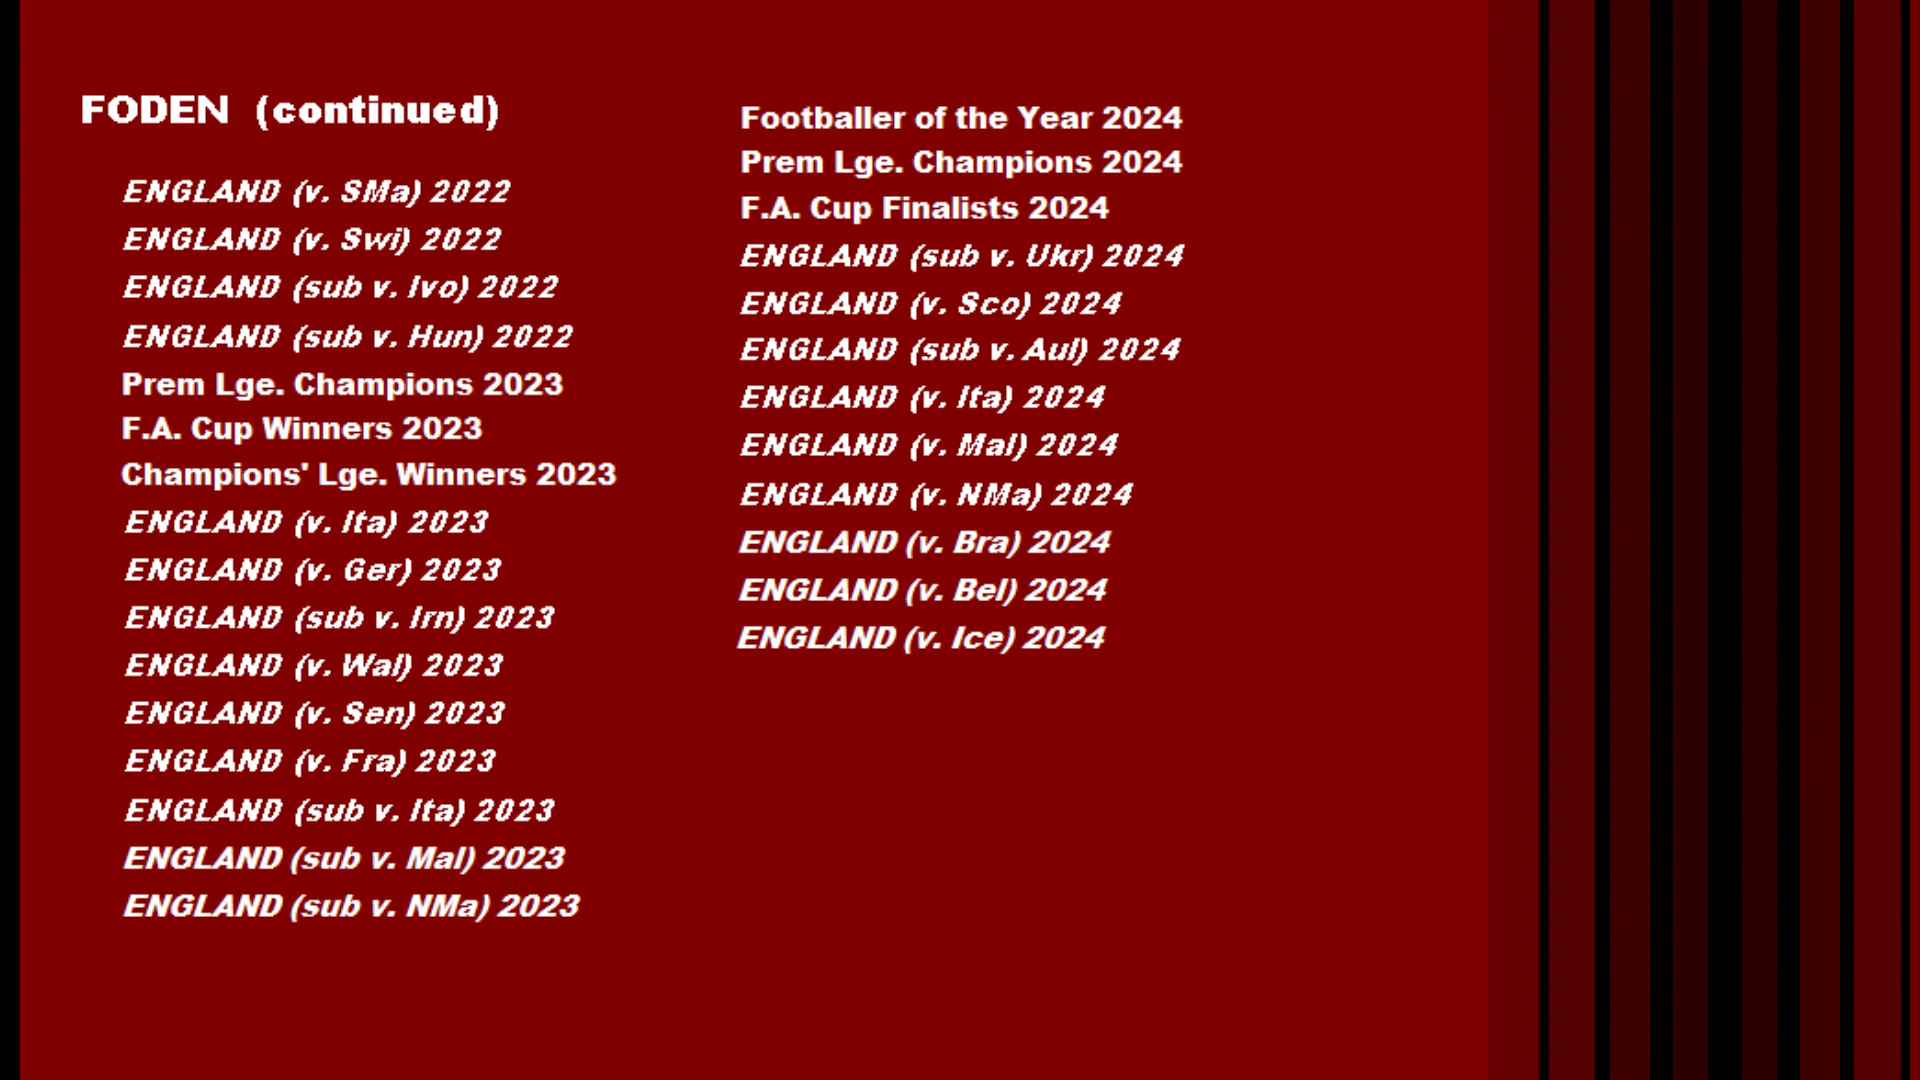 FODEN (continued)
ENGLAND (v. SMa) 2022
ENGLAND (v. Swi) 2022
ENGLAND (sub v. Ivo) 2022
ENGLAND (sub v. Hun) 2022
Prem Lge. Champions 2023
F.A. Cup Winners 2023
Champions' Lge. Winners 2023
ENGLAND (v. Ita) 2023
ENGLAND (v. Ger) 2023
ENGLAND (sub v. Irn) 2023
ENGLAND (v. Wal) 2023
ENGLAND (v. Sen) 2023
ENGLAND (v. Fra) 2023
ENGLAND (sub v. Ita) 2023
ENGLAND (sub v. Mal) 2023
ENGLAND (sub v. NMa) 2023
Footballer of the Year 2024
Prem Lge. Champions 2024
F.A. Cup Finalists 2024
ENGLAND (sub v. Ukr) 2024
ENGLAND (v. Sco) 2024
ENGLAND (sub v. Aul) 2024
ENGLAND (v. Ita) 2024
ENGLAND (v. Mal) 2024
ENGLAND (v. NMa) 2024
ENGLAND (v. Bra) 2024
ENGLAND (v. Bel) 2024
ENGLAND (v. Ice) 2024